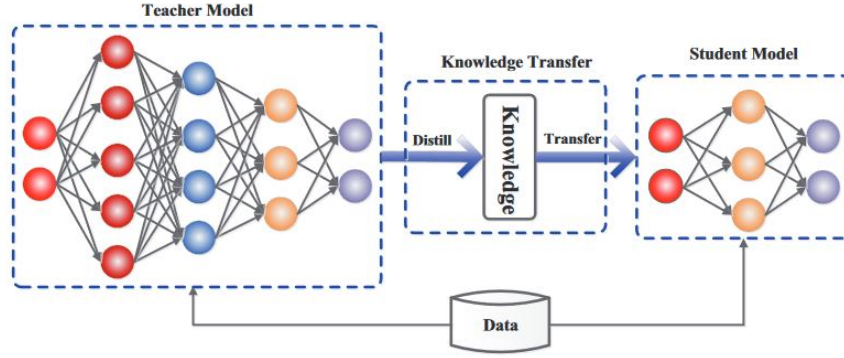 Teacher Model
Knowledge Transfer
Student Model
Distill
Knowledge
Transfer
Data